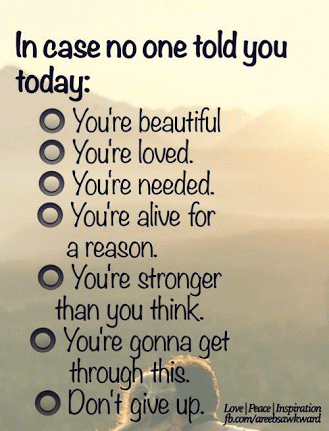 In case no one told you
today:
You're beautiful
You're loved.
You're needed.
You're alive for
a reason.
You're stronger
than you think.
You're gonna get
through this.
Don't give up.
Love | Peace | Inspiration
fb.com/areebsawkward